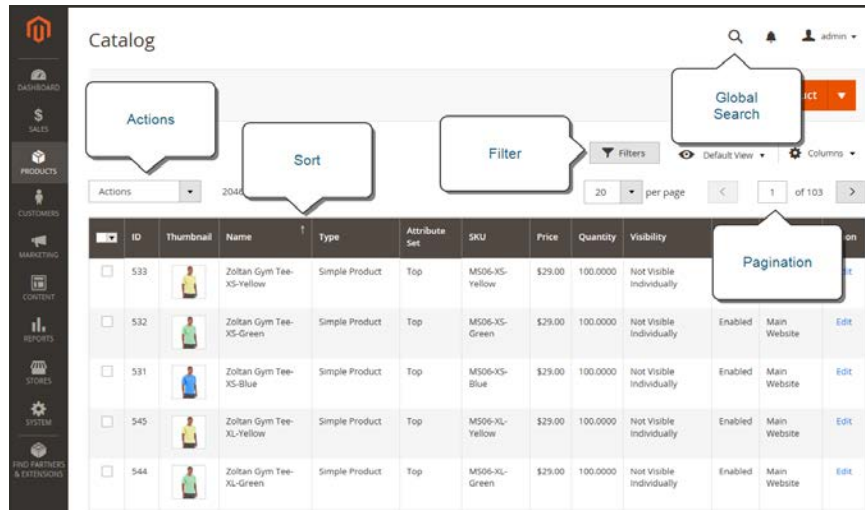 Catalog
admin
DASHBOARD
SALES
PRODUCTS
CUSTOMERS
MARKETING
CONTENT
REPORTS
STORES
SYSTEM
FIND PARTNERS
& EXTENSIONS
Global
Search
Actions
Sort
Filter
Filters
Default View
Columns
Actions
2046
20 per page
1 of 103
ID Thumbnail Name Type Attribute Set SKU Price Quantity Visibility
Pagination
533 Zoltan Gym Tee-XS-Yellow Simple Product Top MS06-XS-Yellow $29.00 100.0000 Not Visible Individually
532 Zoltan Gym Tee-XS-Green Simple Product Top MS06-XS-Green $29.00 100.0000 Not Visible Individually Enabled Main Website Edit
531 Zoltan Gym Tee-XS-Blue Simple Product Top MS06-XS-Blue $29.00 100.0000 Not Visible Individually Enabled Main Website Edit
545 Zoltan Gym Tee-XL-Yellow Simple Product Top MS06-XL-Yellow $29.00 100.0000 Not Visible Individually Enabled Main Website Edit
544 Zoltan Gym Tee-XL-Green Simple Product Top MS06-XL-Green $29.00 100.0000 Not Visible Individually Enabled Main Website Edit